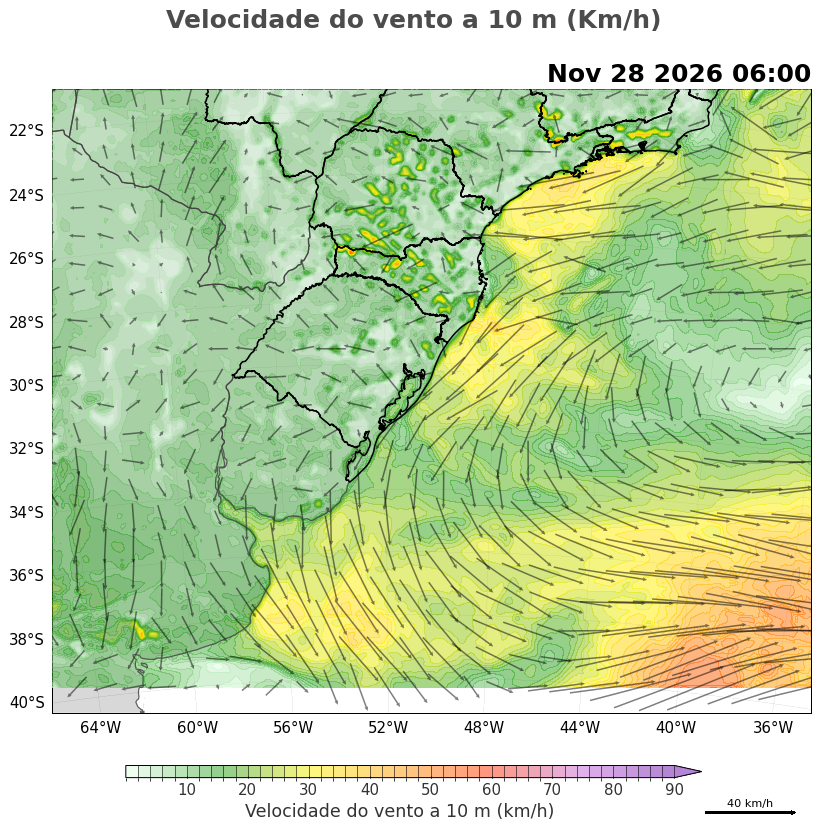 Velocidade do vento a 10 m (Km/h)
Nov 28 2026 06:00
22°S
24°S
26°S
28°S
30°S
32°S
34°S
36°S
38°S
40°S
64°W 60°W 56°W 52°W 48°W 44°W 40°W 36°W
10 20 30 40 50 60 70 80 90
Velocidade do vento a 10 m (km/h)
40 km/h